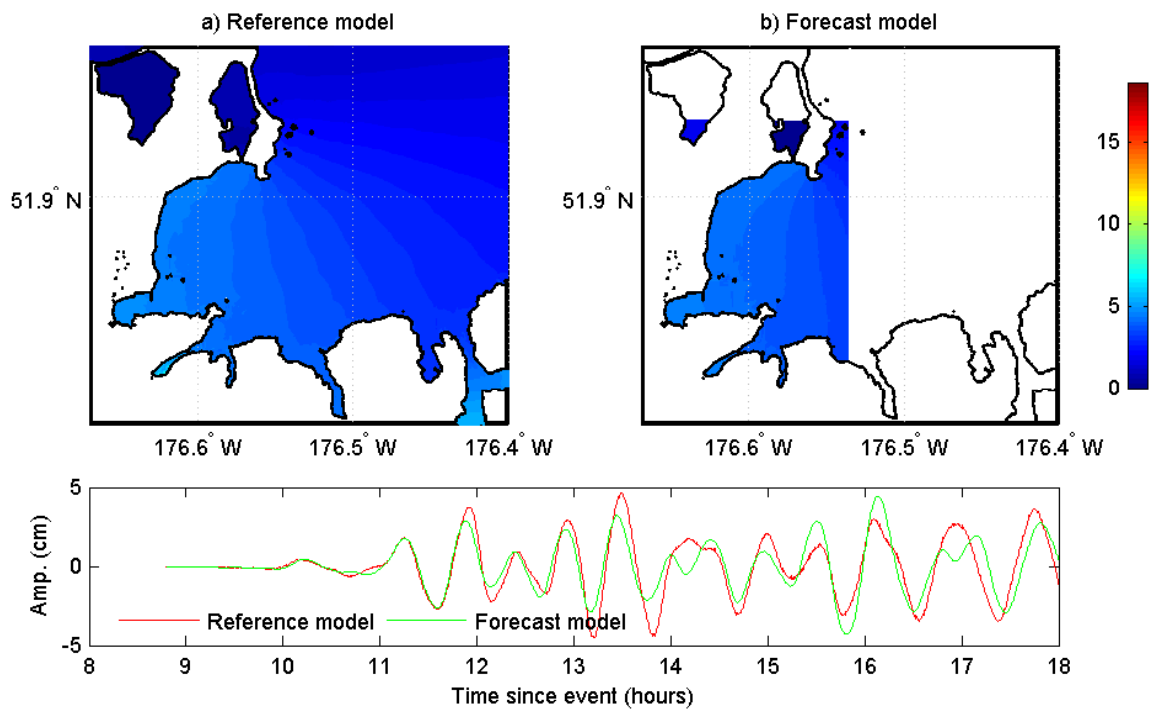 a) Reference model
b) Forecast model
51.9° N
51.9° N
15
10
5
0
176.6° W
176.5° W
176.4° W
176.6° W
176.5° W
176.4° W
Amp. (cm)
5
0
-5
Reference model
Forecast model
8 9 10 11 12 13 14 15 16 17 18
Time since event (hours)